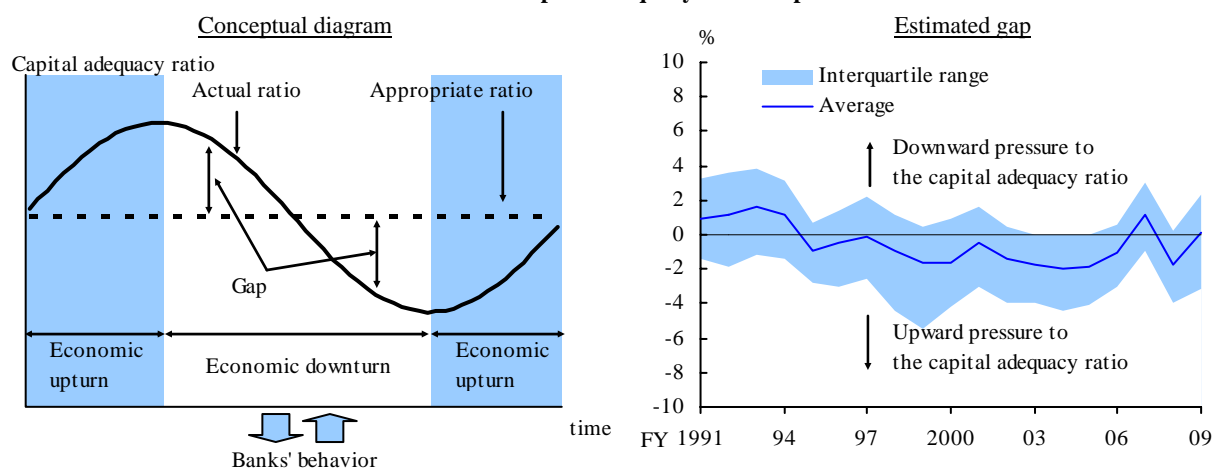 Conceptual diagram
Capital adequacy ratio
Actual ratio
Appropriate ratio
Gap
Economic
upturn
Economic downturn
Economic
upturn
time
Banks' behavior
Estimated gap
%
10
8
6
4
2
0
-2
-4
-6
-8
-10
Interquartile range
Average
Downward pressure to
the capital adequacy ratio
Upward pressure to
the capital adequacy ratio
FY 1991 94 97 2000 03 06 09